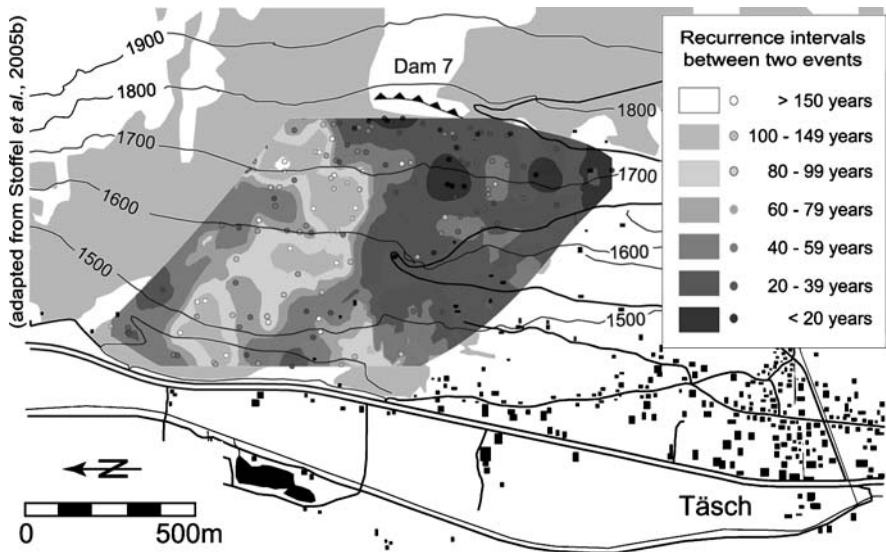 (adapted from Stoffel et al., 2005b)
1900
1800
1700
1600
1500
Dam 7
1800
1700
1600
1500
Recurrence intervals
between two events
> 150 years
100 - 149 years
80 - 99 years
60 - 79 years
40 - 59 years
20 - 39 years
< 20 years
N
0 500m
Täsch